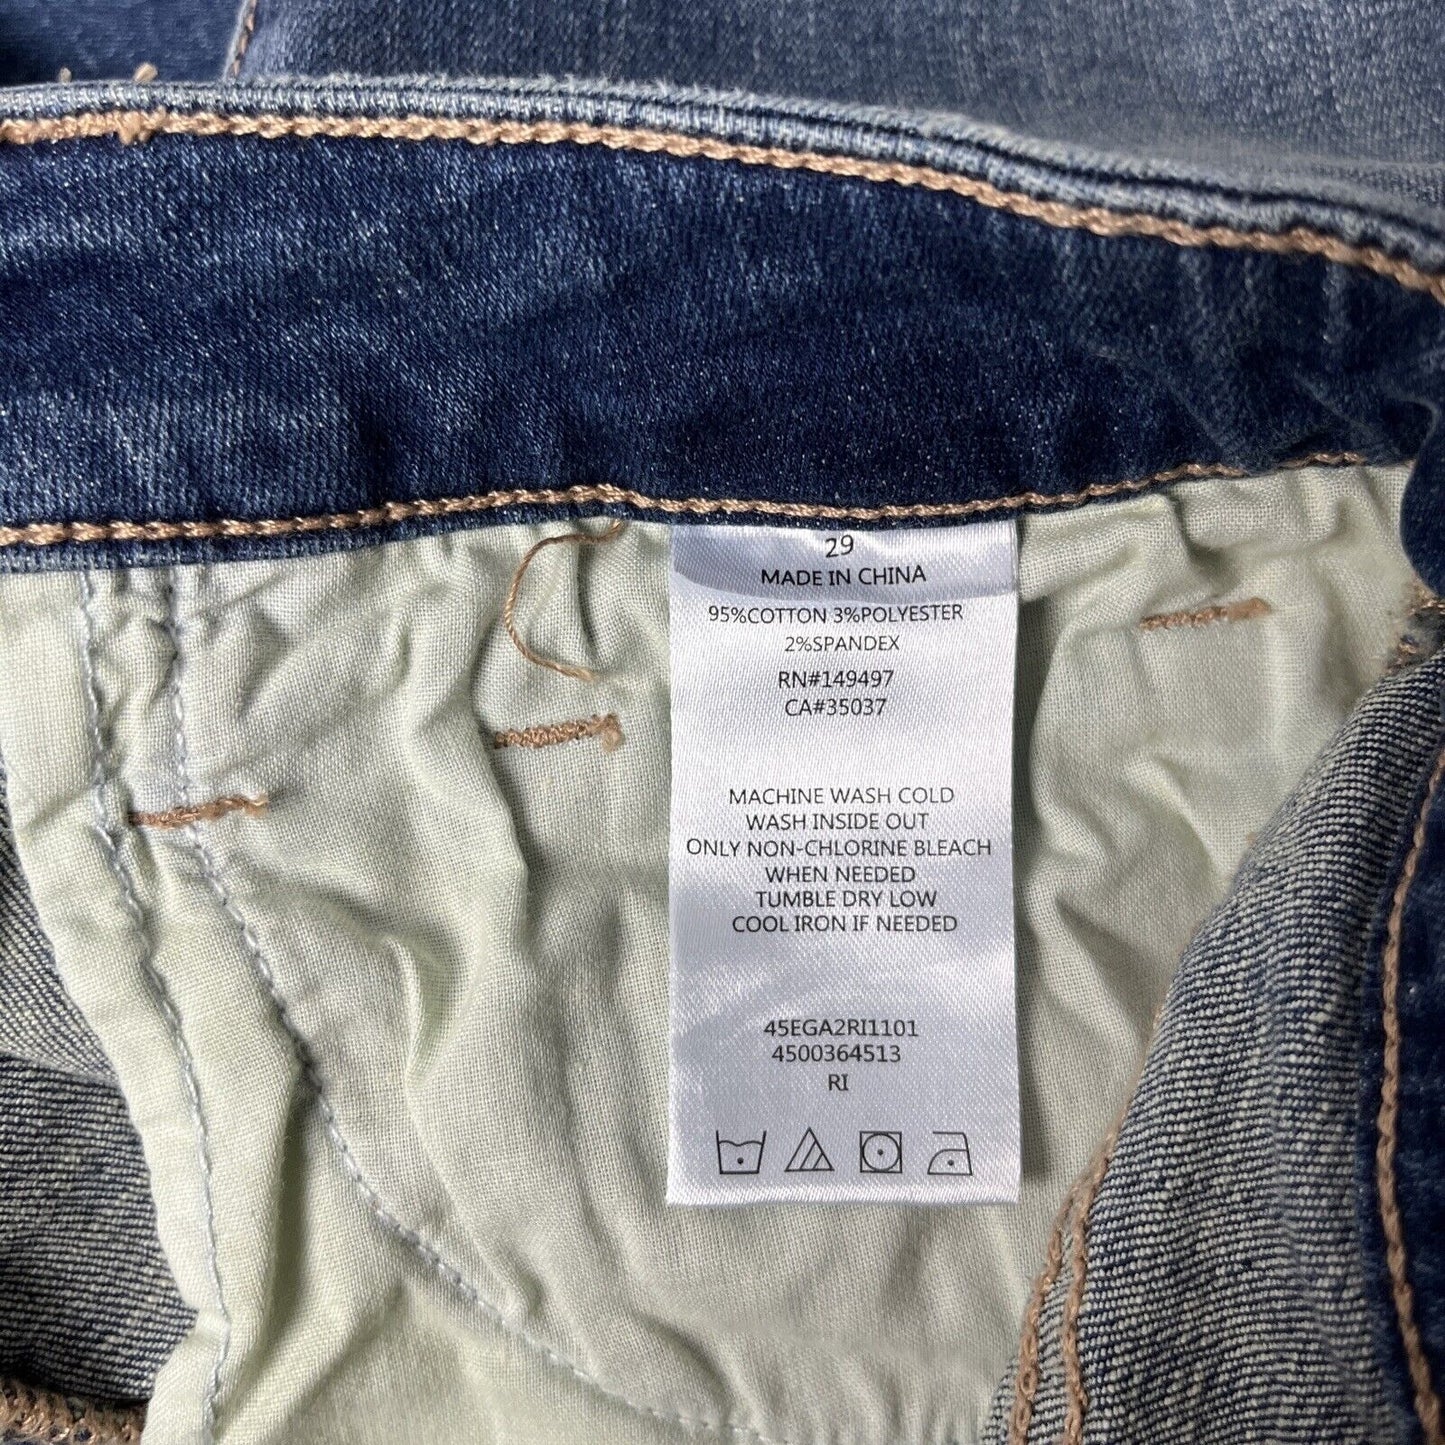 29
MADE IN CHINA
95%COTTON 3%POLYESTER
2%SPANDEX
RN#149497
CA#35037
MACHINE WASH COLD
WASH INSIDE OUT
ONLY NON-CHLORINE BLEACH
WHEN NEEDED
TUMBLE DRY LOW
COOL IRON IF NEEDED
45EGA2RI1101
4500364513
RI